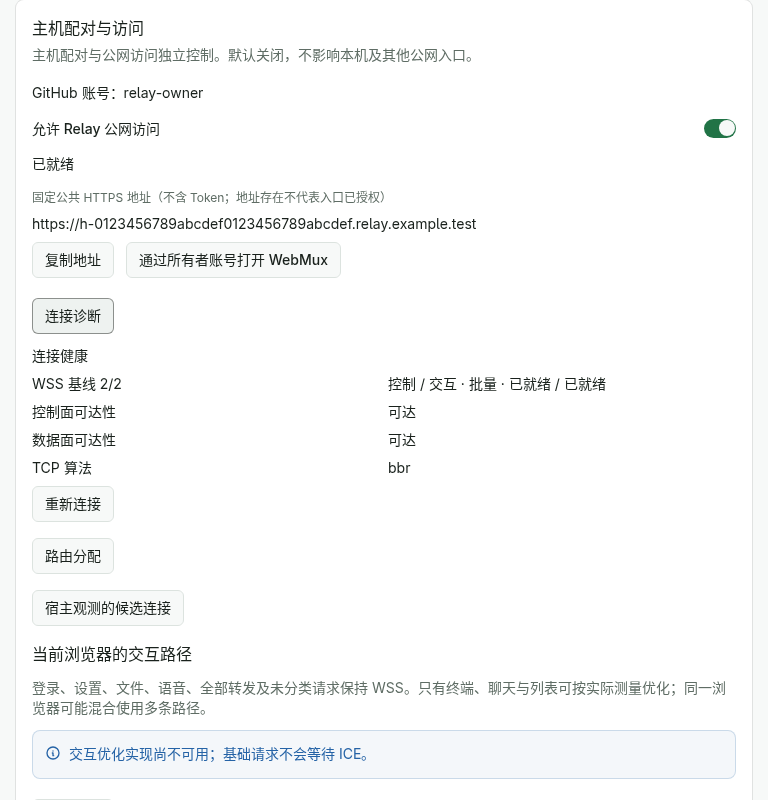 主机配对与访问
主机配对与公网访问独立控制。默认关闭，不影响本机及其他公网入口。
GitHub 账号：relay-owner
允许 Relay 公网访问
已就绪
固定公共 HTTPS 地址（不含 Token；地址存在不代表入口已授权）
https://h-0123456789abcdef0123456789abcdef.relay.example.test
复制地址 通过所有者账号打开 WebMux
连接诊断
连接健康
WSS 基线 2/2 控制 / 交互 · 批量 · 已就绪 / 已就绪
控制面可达性 可达
数据面可达性 可达
TCP 算法 bbr
重新连接
路由分配
宿主观测的候选连接
当前浏览器的交互路径
登录、设置、文件、语音、全部转发及未分类请求保持 WSS。只有终端、聊天与列表可按实际测量优化；同一浏
览器可能混合使用多条路径。
交互优化实现尚不可用；基础请求不会等待 ICE。